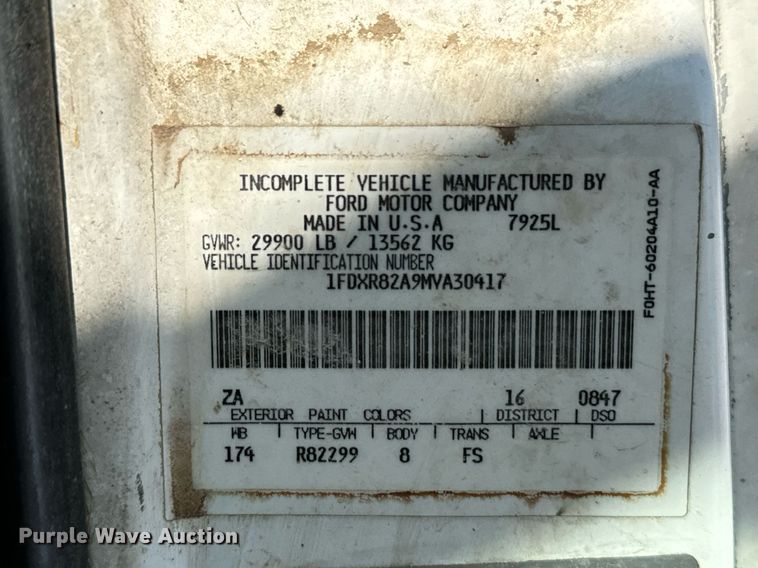 INCOMPLETE VEHICLE MANUFACTURED BY
FORD MOTOR COMPANY
MADE IN U.S.A 7925L
GVWR: 29900 LB / 13562 KG
VEHICLE IDENTIFICATION NUMBER
1FDXR82A9MVA30417
F0HT-60204A10-AA
ZA 16 0847
EXTERIOR PAINT COLORS | DISTRICT | DSO
WB | TYPE-GVW | BODY | TRANS | AXLE
174 R82299 8 FS
Purple Wave Auction